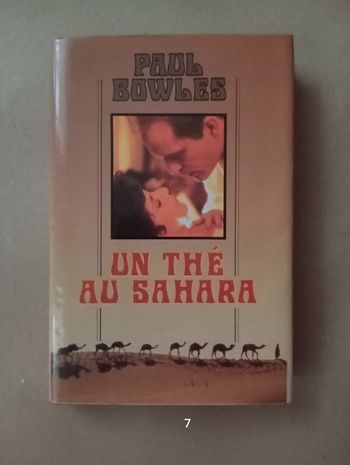 PAUL
BOWLES
UN THÉ
AU SAHARA
7